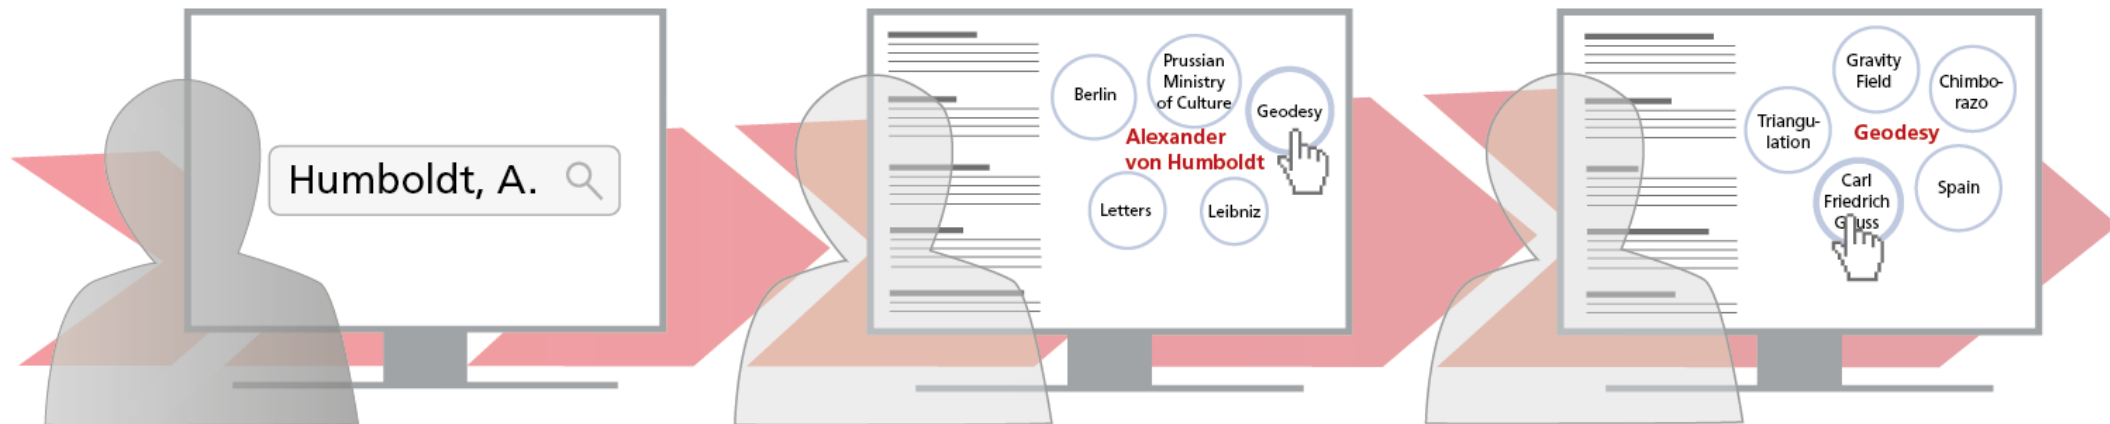 Humboldt, A.
Berlin
Prussian
Ministry
of Culture
Geodesy
Alexander
von Humboldt
Letters
Leibniz
Gravity
Field
Chimbo-
razo
Triangu-
lation
Geodesy
Carl
Friedrich
Gauss
Spain